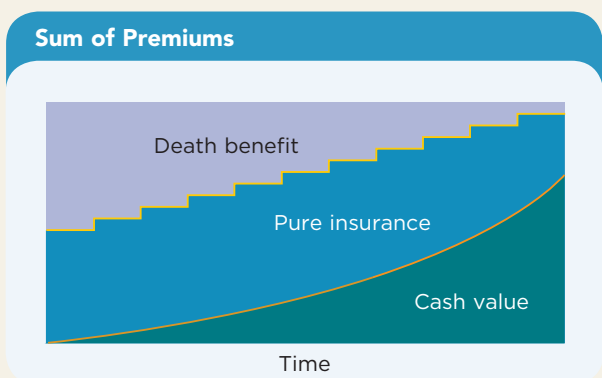 Sum of Premiums
Death benefit
Pure insurance
Cash value
Time